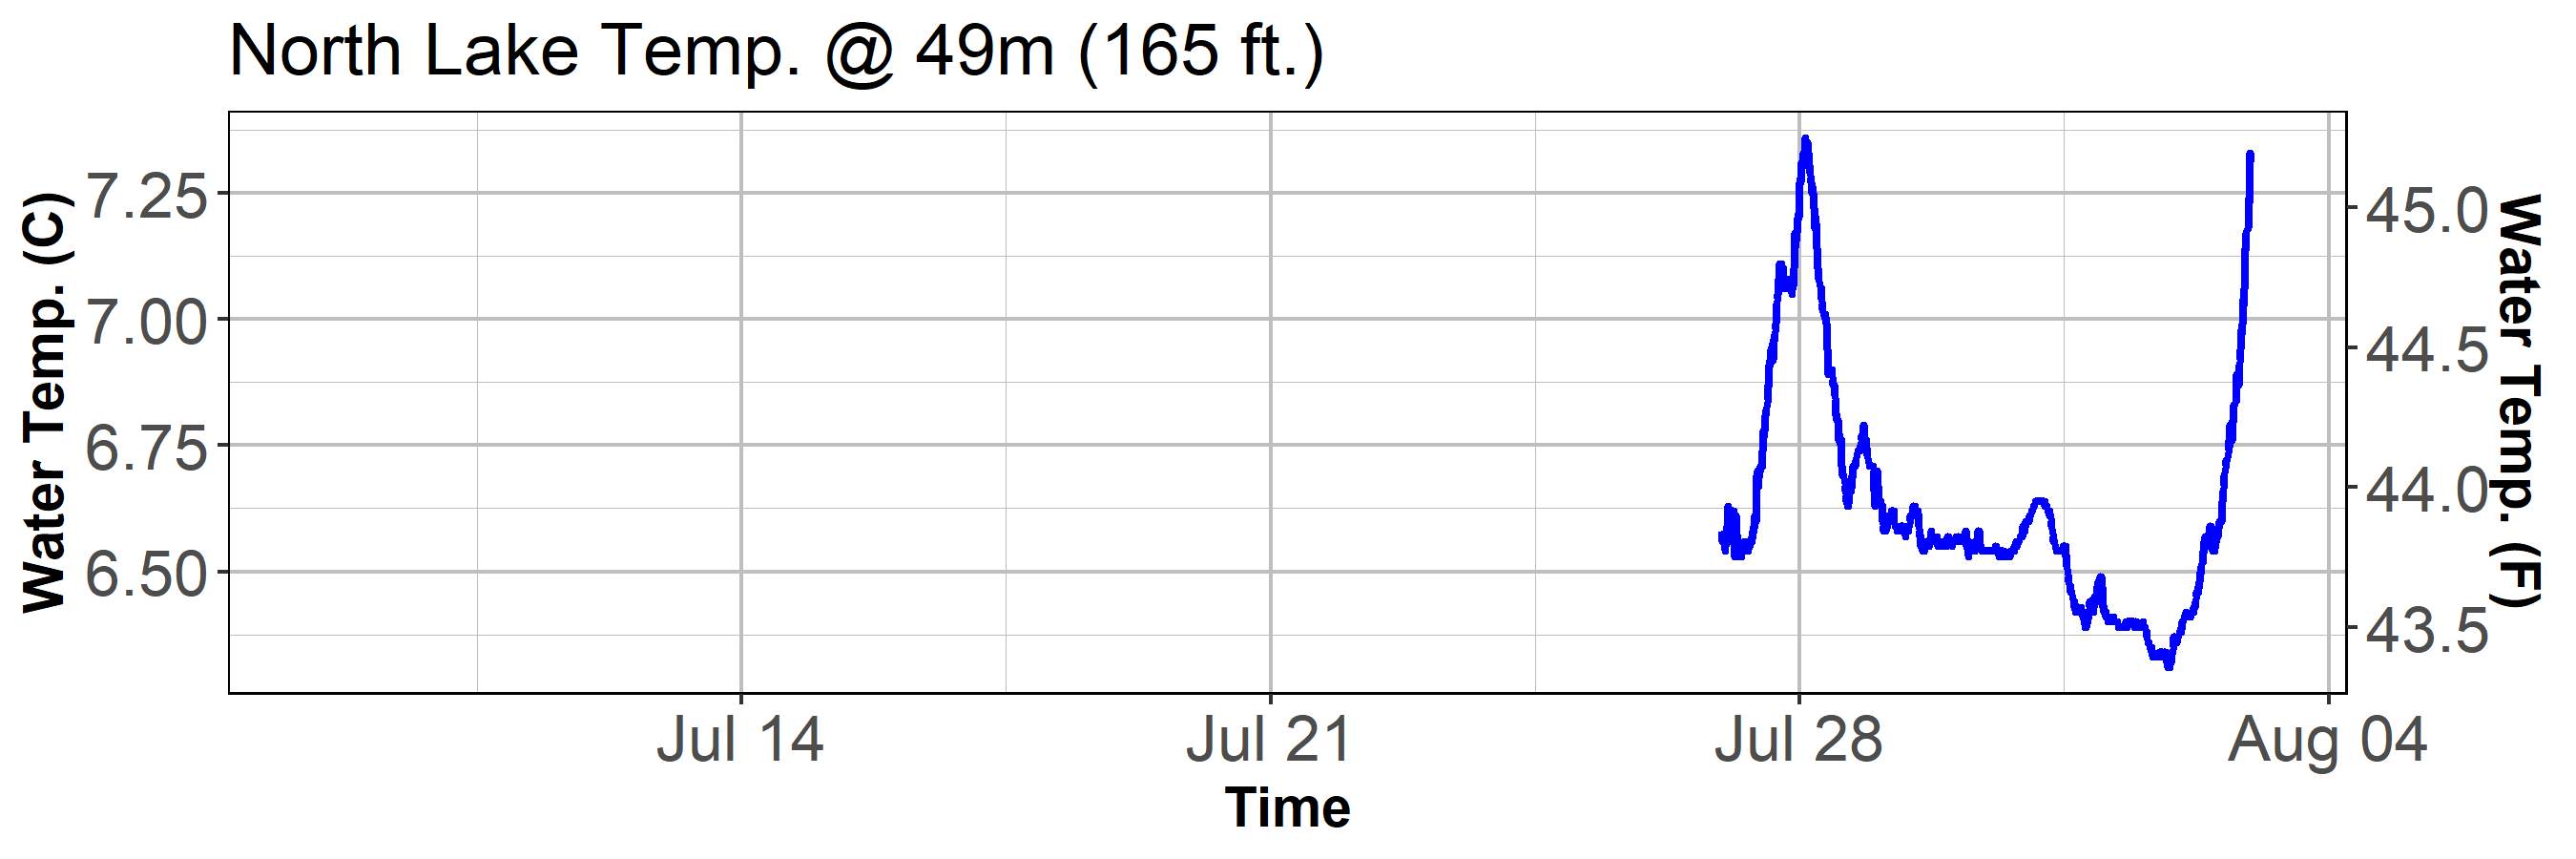 North Lake Temp. @ 49m (165 ft.)
Water Temp. (C)
7.25
7.00
6.75
6.50
45.0
44.5
44.0
43.5
Water Temp. (F)
Jul 14
Jul 21
Jul 28
Aug 04
Time